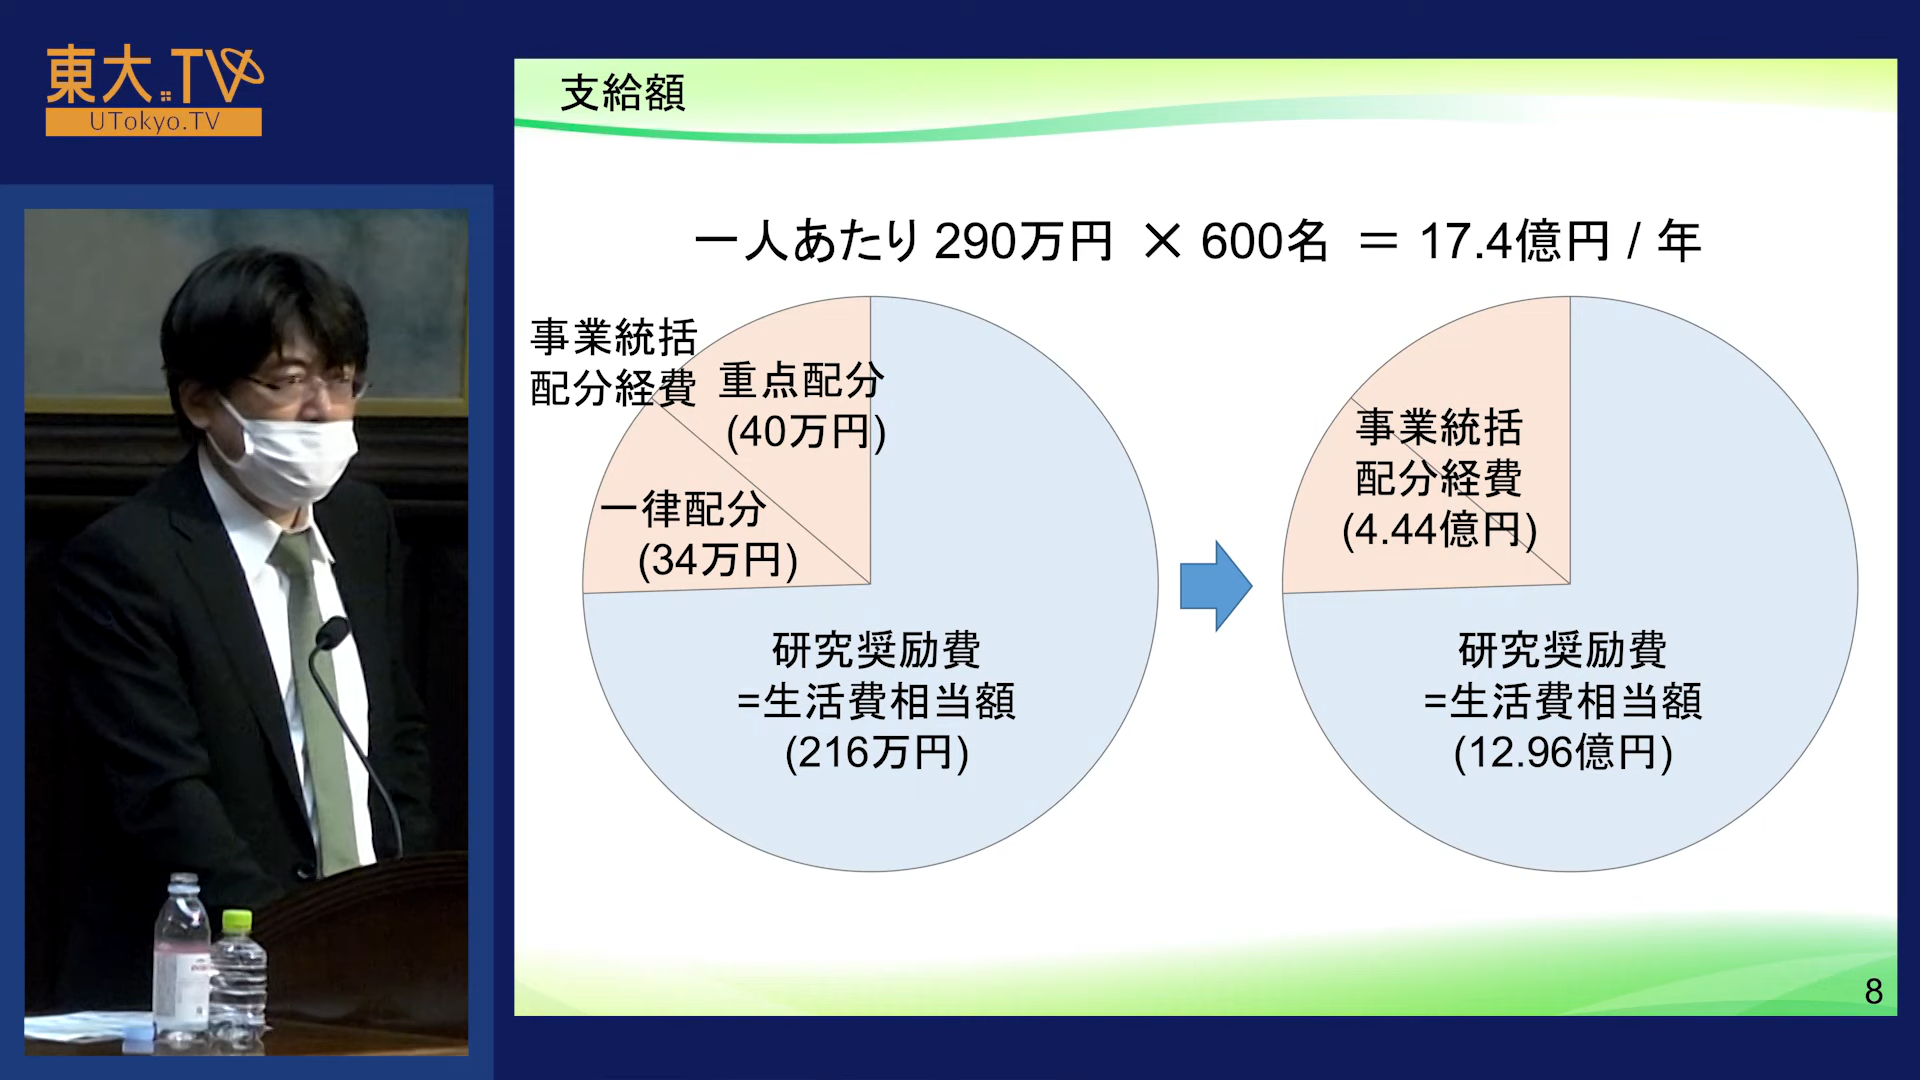 東大.TV
UTokyo.TV
支給額
一人あたり 290万円 × 600名 = 17.4億円 / 年
事業統括
配分経費
重点配分
(40万円)
一律配分
(34万円)
研究奨励費
=生活費相当額
(216万円)
事業統括
配分経費
(4.44億円)
研究奨励費
=生活費相当額
(12.96億円)
8